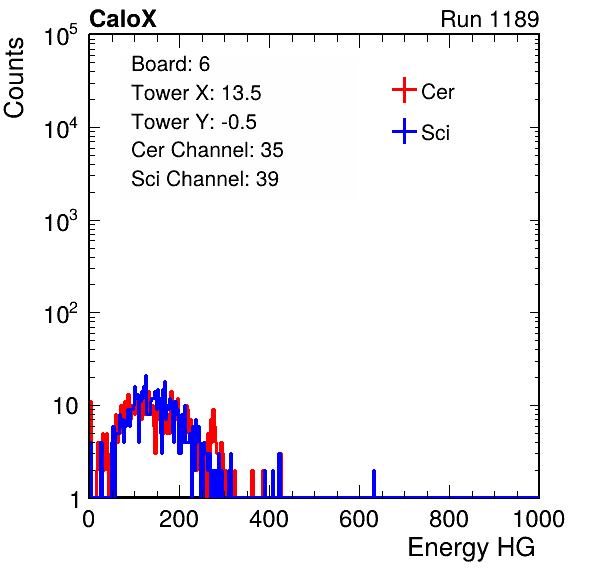 CaloX Run 1189
Counts
10^5
10^4
10^3
10^2
10
1
Board: 6
Tower X: 13.5
Tower Y: -0.5
Cer Channel: 35
Sci Channel: 39
Cer
Sci
0 200 400 600 800 1000
Energy HG